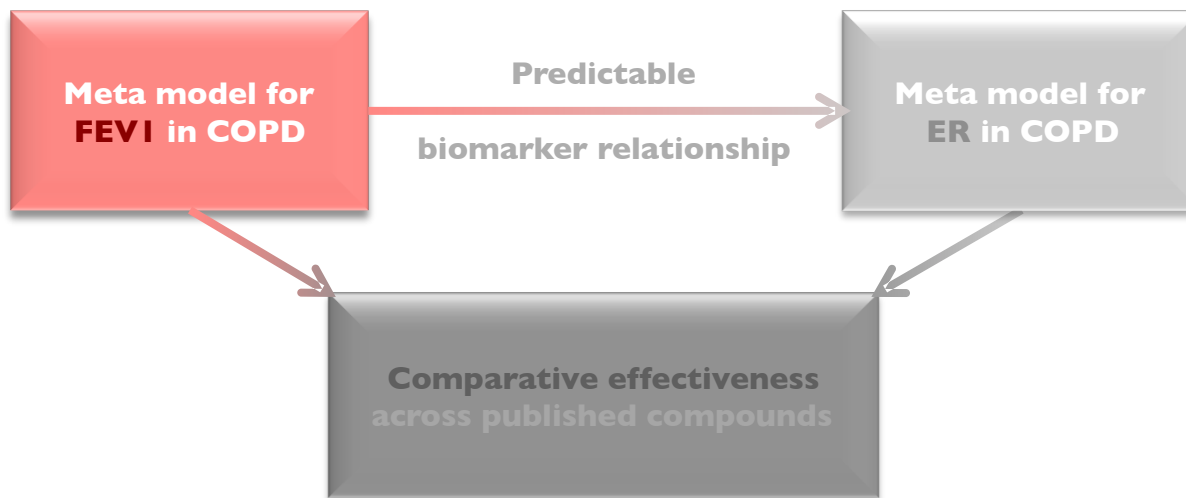 Meta model for
FEV1 in COPD
Predictable
biomarker relationship
Meta model for
ER in COPD
Comparative effectiveness
across published compounds